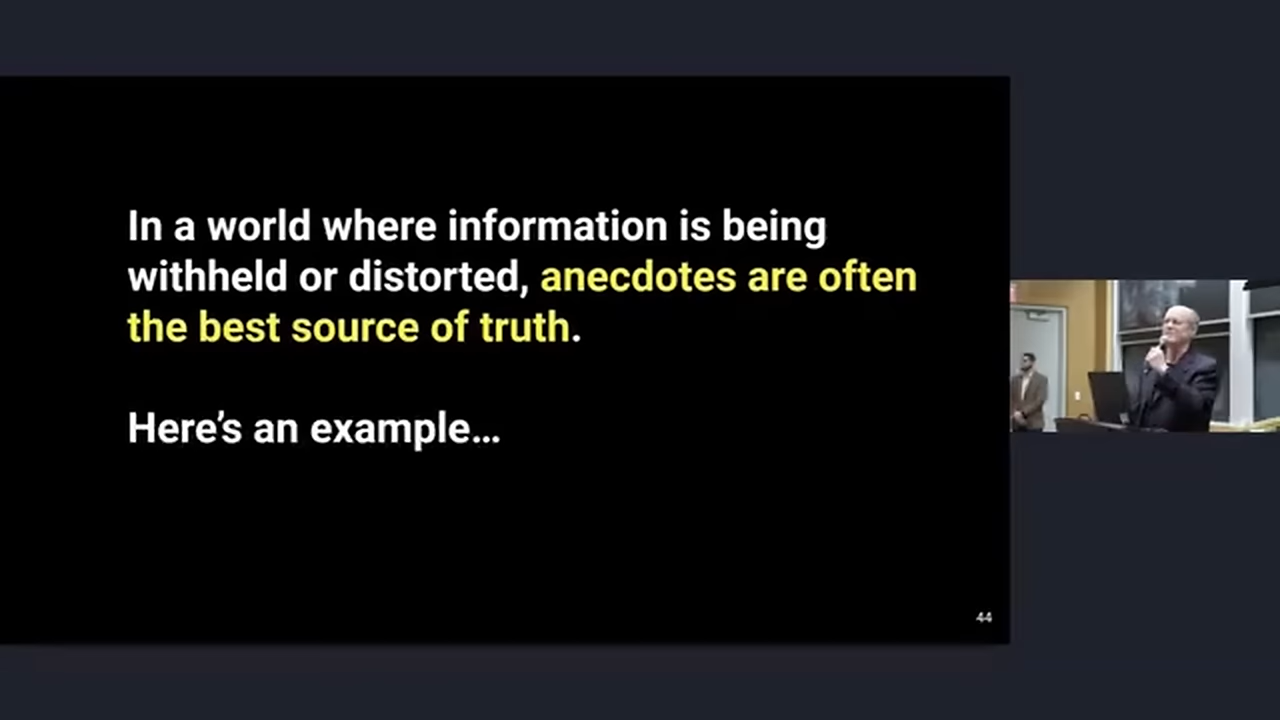 In a world where information is being
withheld or distorted, anecdotes are often
the best source of truth.
Here’s an example…
44